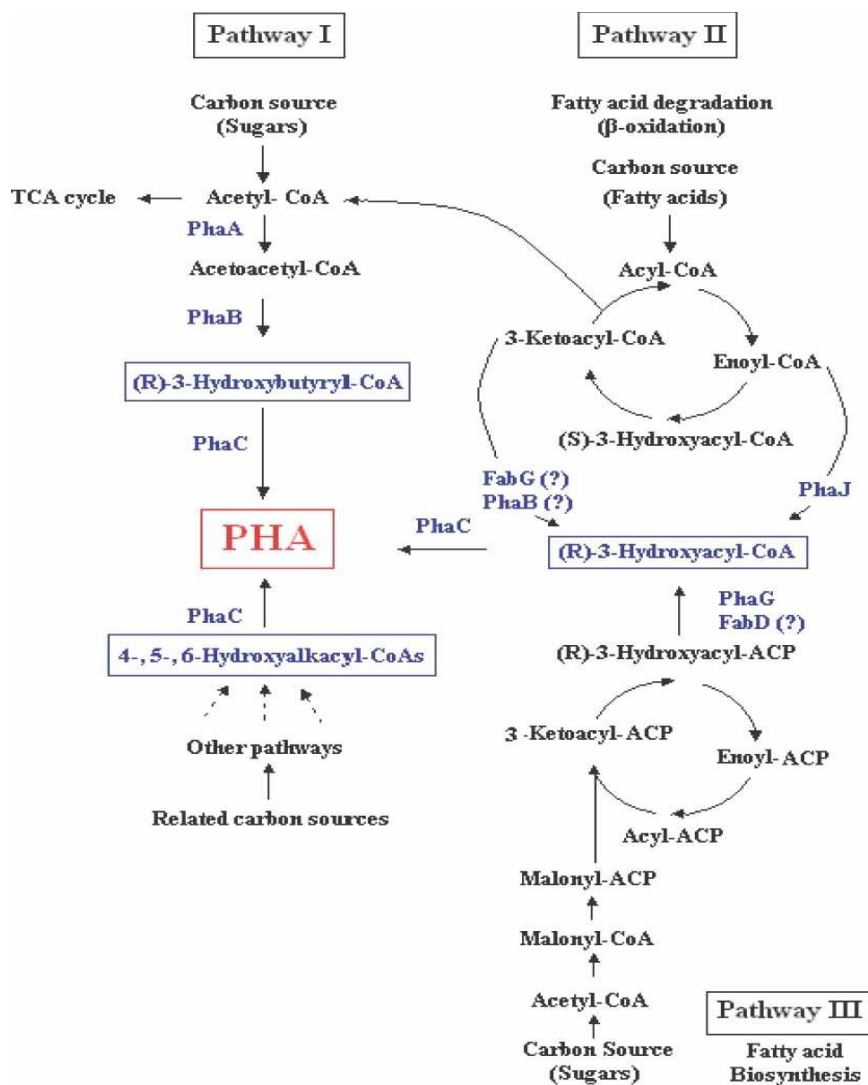 Pathway I
Carbon source
(Sugars)
TCA cycle
Acetyl- CoA
PhaA
Acetoacetyl-CoA
PhaB
(R)-3-Hydroxybutyryl-CoA
PhaC
PHA
PhaC
4-,5-,6-Hydroxyalkacyl-CoAs
Other pathways
Related carbon sources
Pathway II
Fatty acid degradation
(β-oxidation)
Carbon source
(Fatty acids)
Acyl-CoA
3-Ketoacyl-CoA
Enoyl-CoA
(S)-3-Hydroxyacyl-CoA
FabG (?)
PhaB (?)
PhaJ
PhaC
(R)-3-Hydroxyacyl-CoA
PhaG
FabD (?)
(R)-3-Hydroxyacyl-ACP
3-Ketoacyl-ACP
Enoyl-ACP
Acyl-ACP
Malonyl-ACP
Malonyl-CoA
Acetyl-CoA
Carbon Source
(Sugars)
Pathway III
Fatty acid
Biosynthesis